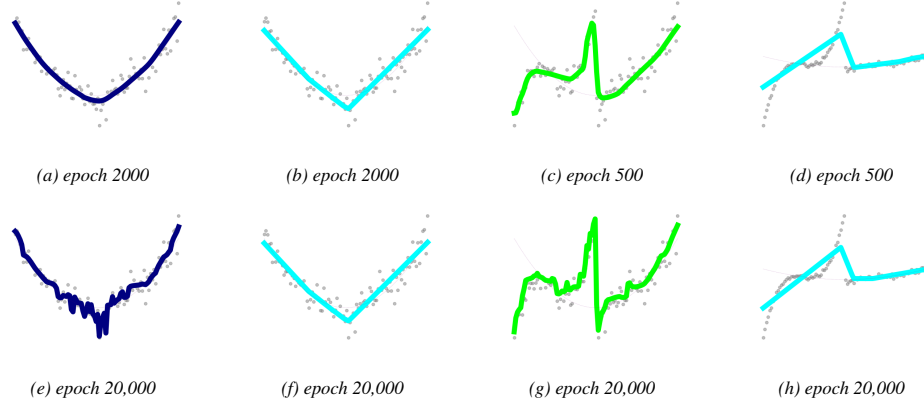 (a) epoch 2000
(b) epoch 2000
(c) epoch 500
(d) epoch 500
(e) epoch 20,000
(f) epoch 20,000
(g) epoch 20,000
(h) epoch 20,000